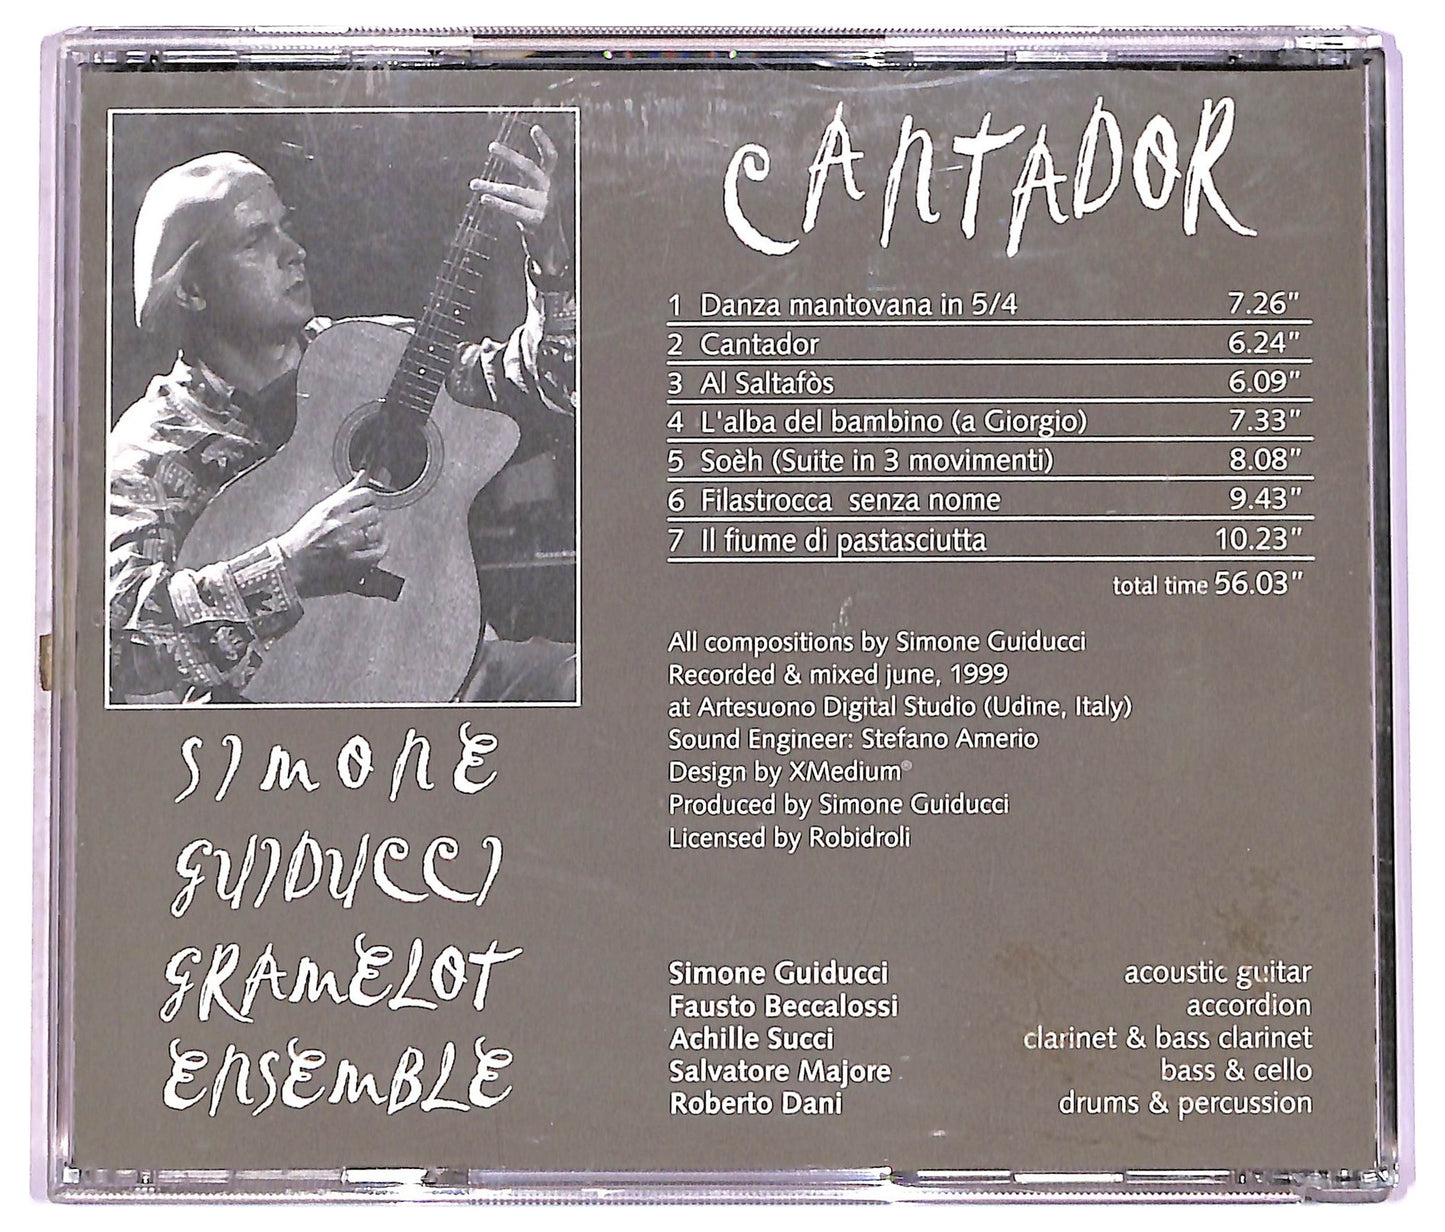 CANTADOR
1 Danza mantovana in 5/4 7.26"
2 Cantador 6.24"
3 Al Saltafòs 6.09"
4 L'alba del bambino (a Giorgio) 7.33"
5 Soèh (Suite in 3 movimenti) 8.08"
6 Filastrocca senza nome 9.43"
7 Il fiume di pastasciutta 10.23"
total time 56.03"
All compositions by Simone Guiducci
Recorded & mixed june, 1999
at Artesuono Digital Studio (Udine, Italy)
Sound Engineer: Stefano Amerio
Design by XMedium®
Produced by Simone Guiducci
Licensed by Robidroli
SIMONE
GUIDUCCI
GRAMELOT
ENSEMBLE
Simone Guiducci acoustic guitar
Fausto Beccalossi accordion
Achille Succi clarinet & bass clarinet
Salvatore Majore bass & cello
Roberto Dani drums & percussion